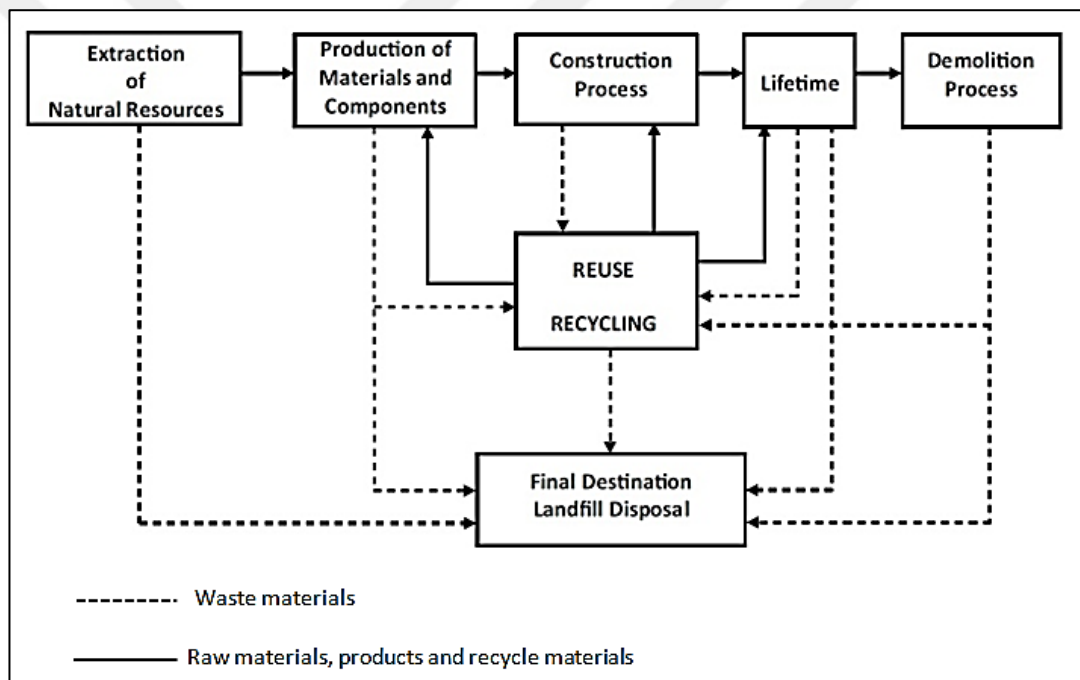 Extraction
of
Natural Resources
Production of
Materials and
Components
Construction
Process
Lifetime
Demolition
Process
REUSE
RECYCLING
Final Destination
Landfill Disposal
Waste materials
Raw materials, products and recycle materials